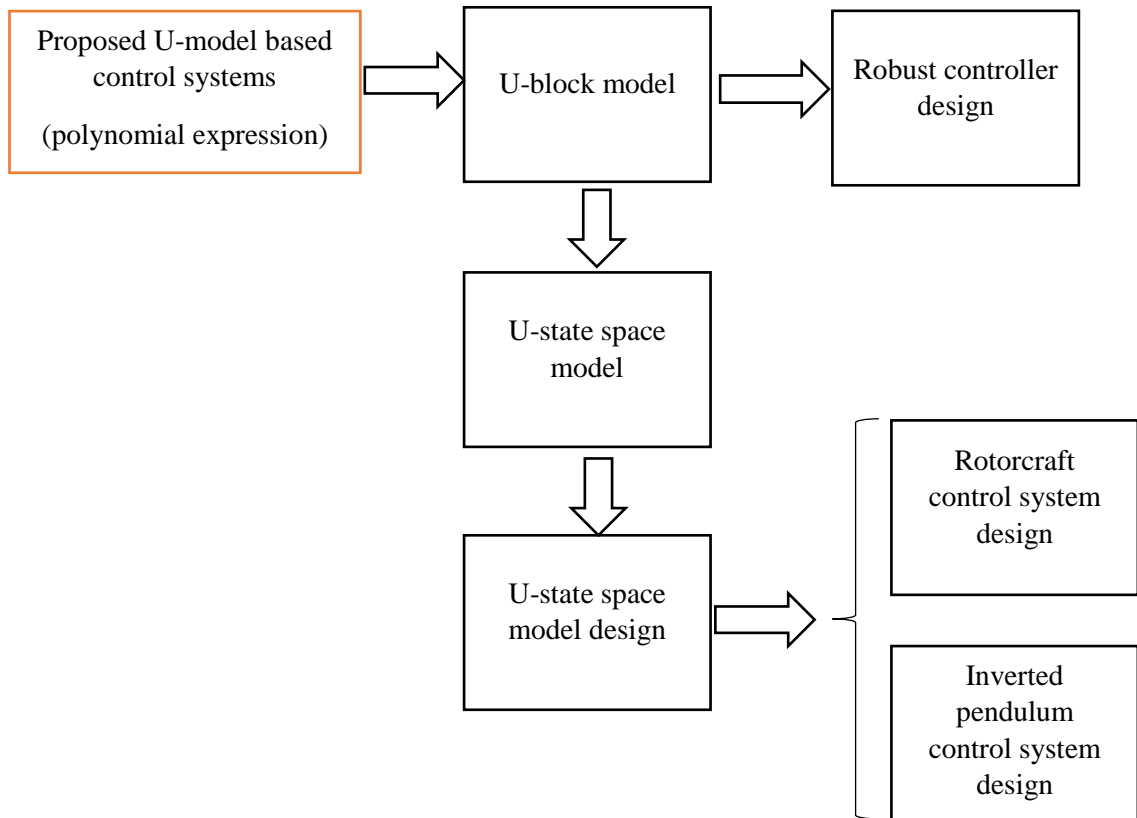 Proposed U-model based
control systems
(polynomial expression)
U-block model
Robust controller
design
U-state space
model
U-state space
model design
Rotorcraft
control system
design
Inverted
pendulum
control system
design